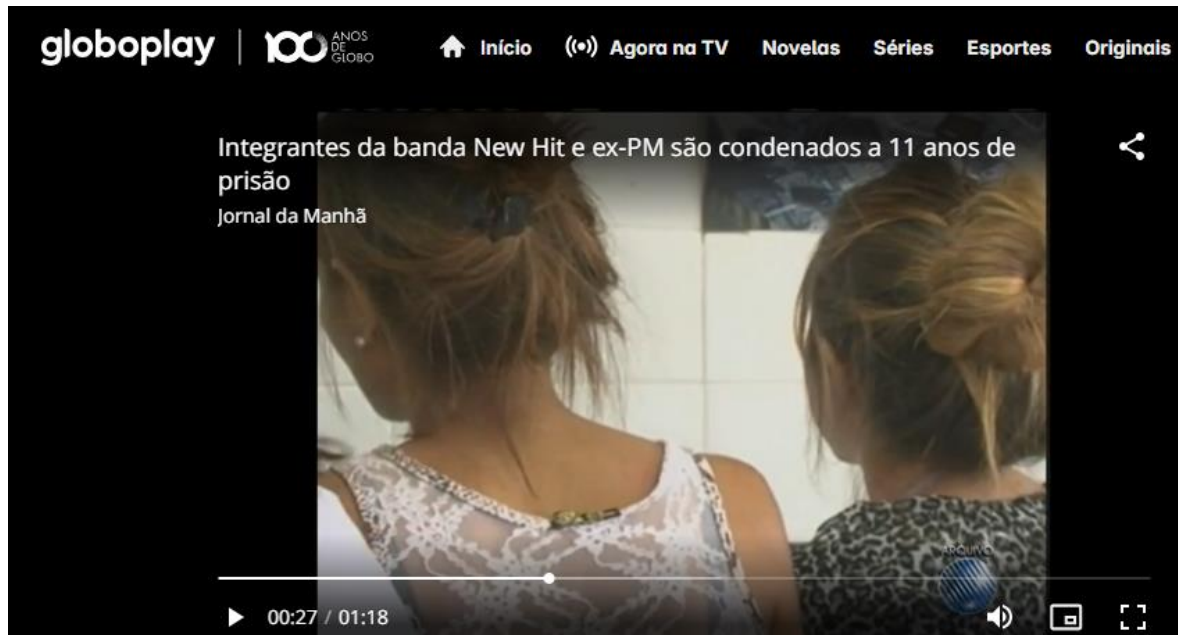 globoplay
100 ANOS
DE
GLOBO
Início
Agora na TV
Novelas
Séries
Esportes
Originais
Integrantes da banda New Hit e ex-PM são condenados a 11 anos de
prisão
Jornal da Manhã
ARQUIVO
00:27 / 01:18